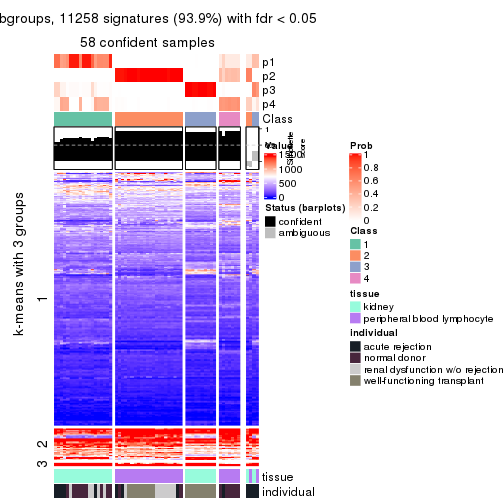 bgroups, 11258 signatures (93.9%) with fdr < 0.05
58 confident samples
p1
p2
p3
p4
Class
1
Silhouette
score
k-means with 3 groups
1
2
3
tissue
individual
Value
1500
1000
500
0
Status (barplots)
confident
ambiguous
Prob
1
0.8
0.6
0.4
0.2
0
Class
1
2
3
4
tissue
kidney
peripheral blood lymphocyte
individual
acute rejection
normal donor
renal dysfunction w/o rejection
well-functioning transplant